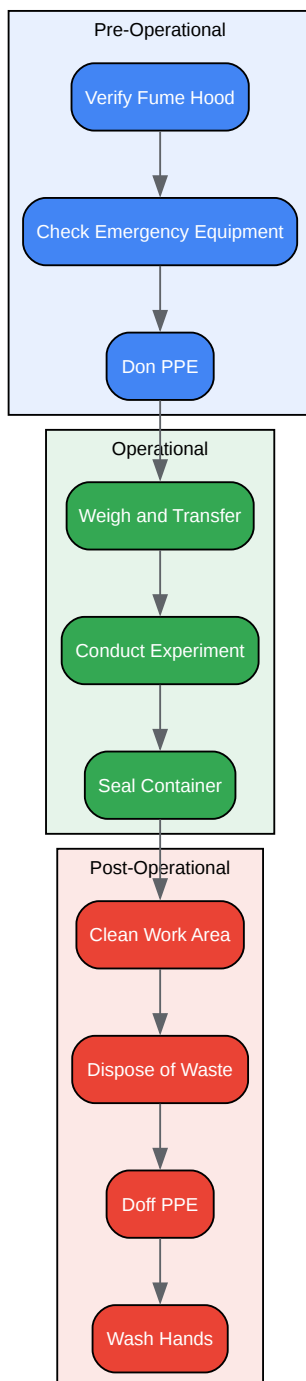 Pre-Operational
Verify Fume Hood
Check Emergency Equipment
Don PPE
Operational
Weigh and Transfer
Conduct Experiment
Seal Container
Post-Operational
Clean Work Area
Dispose of Waste
Doff PPE
Wash Hands